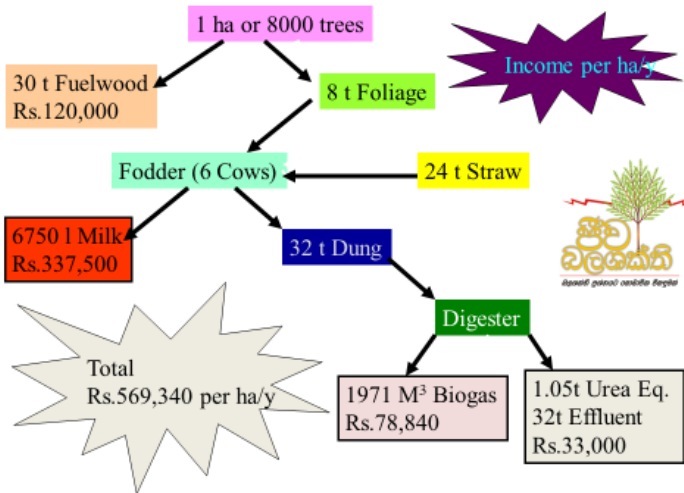 1 ha or 8000 trees
Income per ha/y
30 t Fuelwood
Rs.120,000
8 t Foliage
Fodder (6 Cows)
24 t Straw
6750 l Milk
Rs.337,500
32 t Dung
ජීව
බලශක්ති
Digester
Total
Rs.569,340 per ha/y
1971 M³ Biogas
Rs.78,840
1.05t Urea Eq.
32t Effluent
Rs.33,000